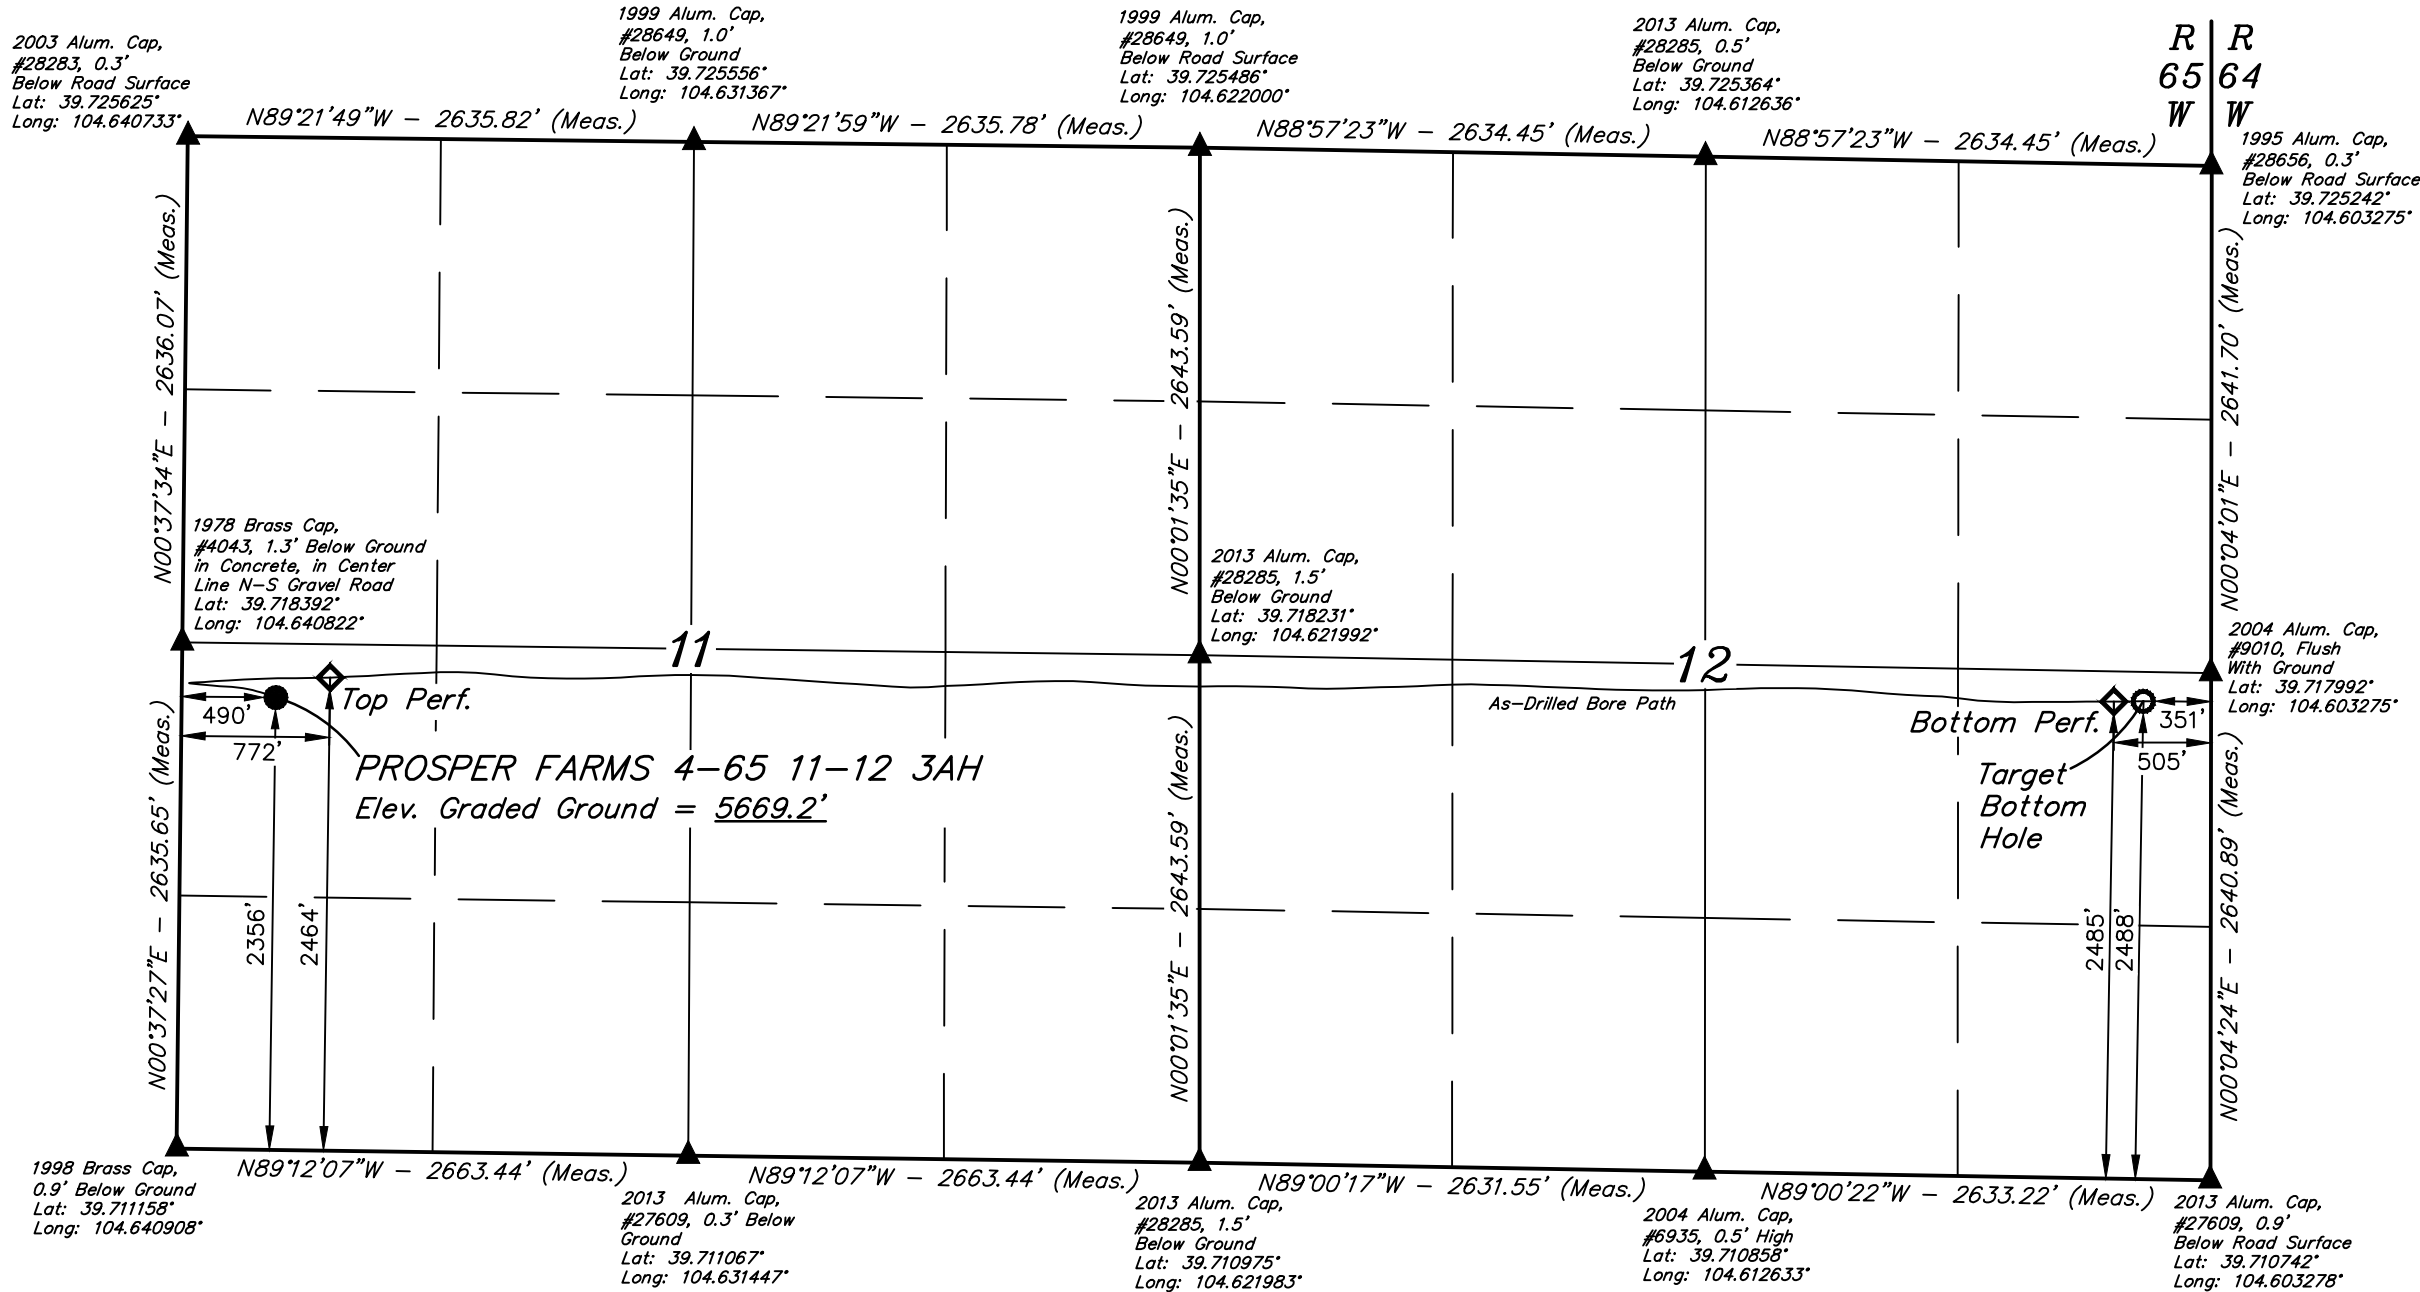 2003 Alum. Cap,
#28283, 0.3'
Below Road Surface
Lat: 39.725625°
Long: 104.640733°
1999 Alum. Cap,
#28649, 1.0'
Below Ground
Lat: 39.725556°
Long: 104.631367°
1999 Alum. Cap,
#28649, 1.0'
Below Road Surface
Lat: 39.725486°
Long: 104.622000°
2013 Alum. Cap,
#28285, 0.5'
Below Ground
Lat: 39.725364°
Long: 104.612636°
R R
65 64
W W
1995 Alum. Cap,
#28656, 0.3'
Below Road Surface
Lat: 39.725242°
Long: 104.603275°
N89°21'49"W - 2635.82' (Meas.)
N89°21'59"W - 2635.78' (Meas.)
N88°57'23"W - 2634.45' (Meas.)
N88°57'23"W - 2634.45' (Meas.)
N00°37'34"E - 2636.07' (Meas.)
N00°01'35"E - 2643.59' (Meas.)
N00°04'01"E - 2641.70' (Meas.)
1978 Brass Cap,
#4043, 1.3' Below Ground
in Concrete, in Center
Line N-S Gravel Road
Lat: 39.718392°
Long: 104.640822°
2013 Alum. Cap,
#28285, 1.5'
Below Ground
Lat: 39.718231°
Long: 104.621992°
2004 Alum. Cap,
#9010, Flush
With Ground
Lat: 39.717992°
Long: 104.603275°
11
12
Top Perf.
As-Drilled Bore Path
Bottom Perf.
490'
772'
351'
505'
PROSPER FARMS 4-65 11-12 3AH
Elev. Graded Ground = 5669.2'
Target
Bottom
Hole
2356'
2464'
2485'
2488'
N00°37'27"E - 2635.65' (Meas.)
N00°01'35"E - 2643.59' (Meas.)
N00°04'24"E - 2640.89' (Meas.)
N89°12'07"W - 2663.44' (Meas.)
N89°12'07"W - 2663.44' (Meas.)
N89°00'17"W - 2631.55' (Meas.)
N89°00'22"W - 2633.22' (Meas.)
1998 Brass Cap,
0.9' Below Ground
Lat: 39.711158°
Long: 104.640908°
2013 Alum. Cap,
#27609, 0.3' Below
Ground
Lat: 39.711067°
Long: 104.631447°
2013 Alum. Cap,
#28285, 1.5'
Below Ground
Lat: 39.710975°
Long: 104.621983°
2004 Alum. Cap,
#6935, 0.5' High
Lat: 39.710858°
Long: 104.612633°
2013 Alum. Cap,
#27609, 0.9'
Below Road Surface
Lat: 39.710742°
Long: 104.603278°